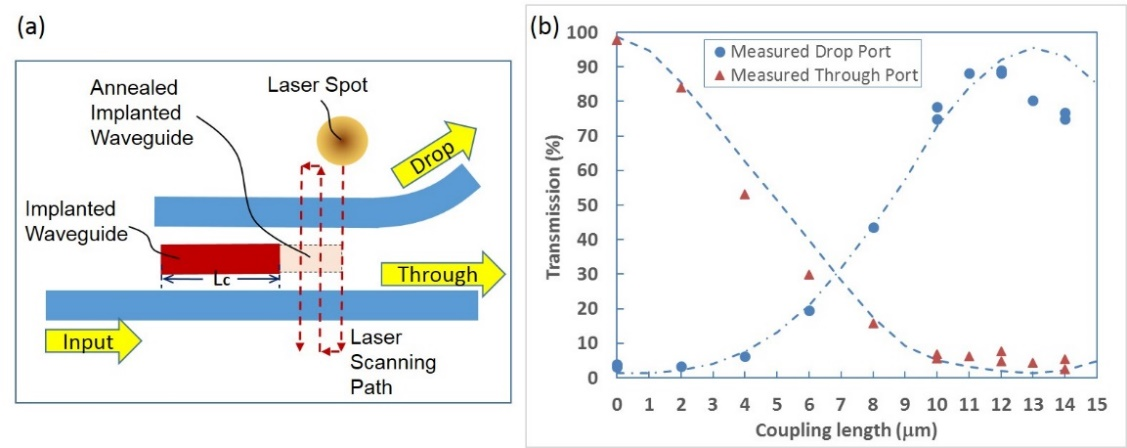 (a)
Annealed
Implanted
Waveguide
Laser Spot
Drop
Implanted
Waveguide
Lc
Through
Input
Laser
Scanning
Path
(b)
Measured Drop Port
Measured Through Port
Transmission (%)
100
90
80
70
60
50
40
30
20
10
0
0 1 2 3 4 5 6 7 8 9 10 11 12 13 14 15
Coupling length (μm)